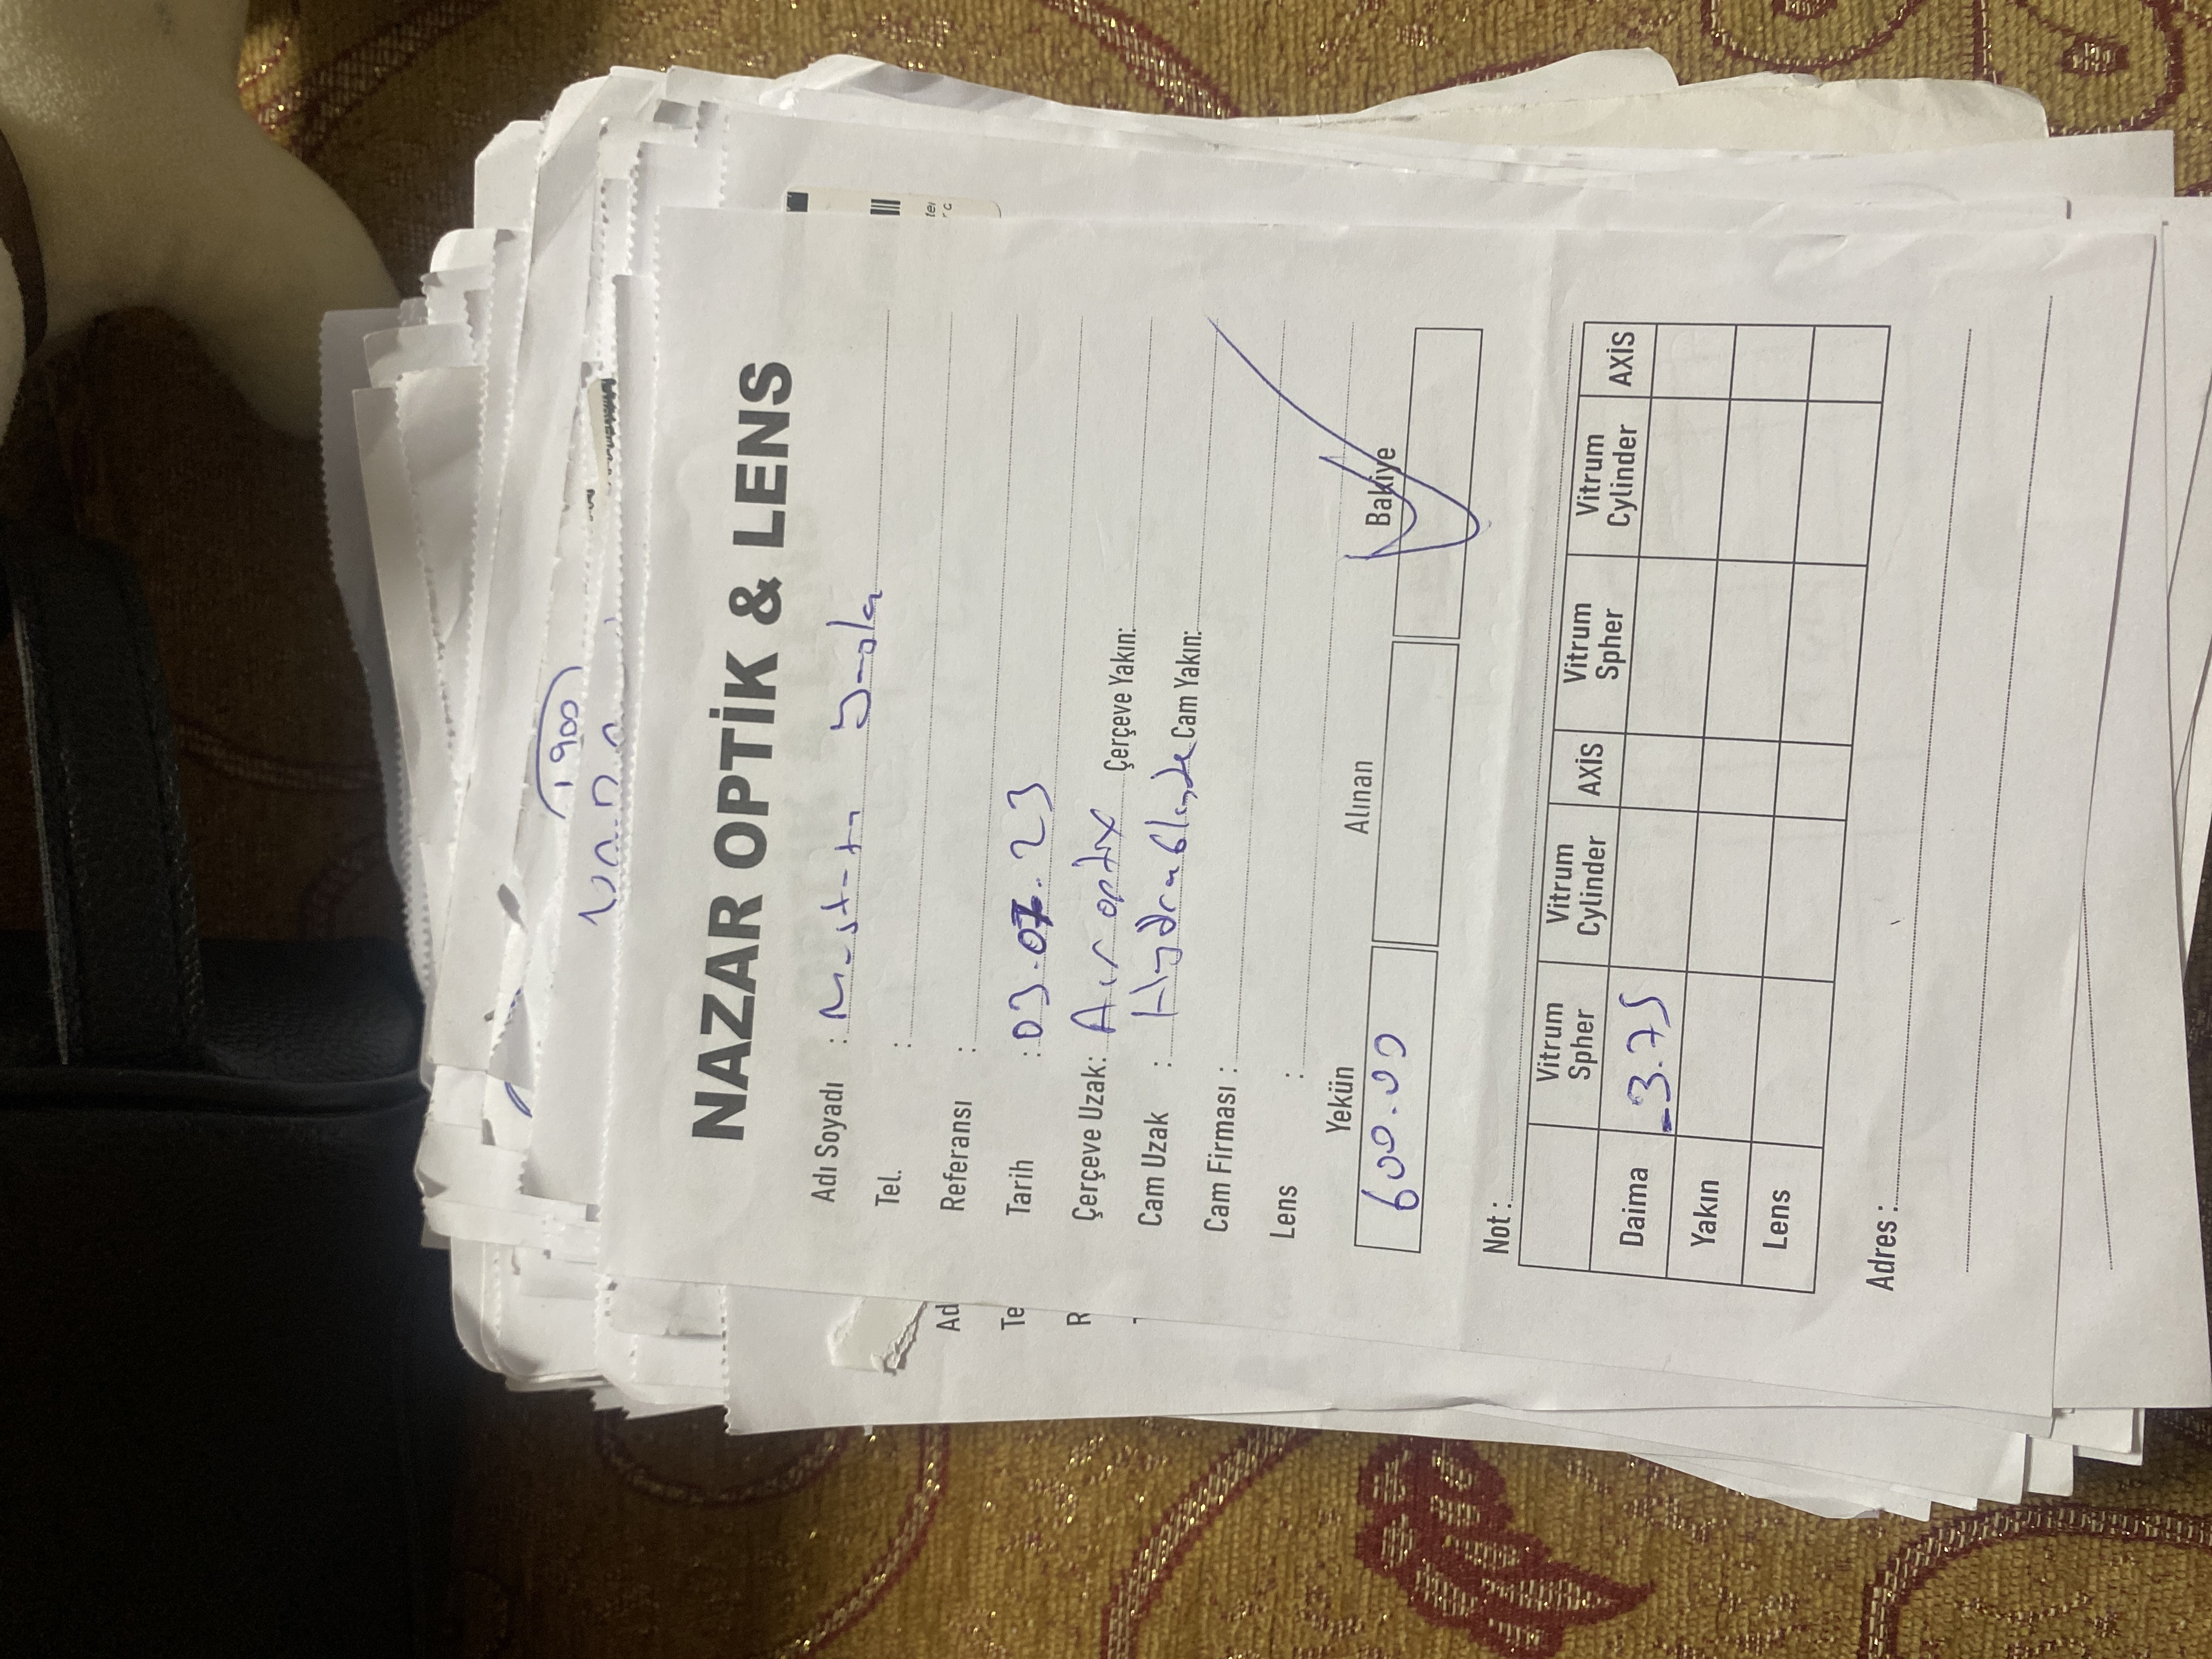 1900
NAZAR OPTİK & LENS
Adı Soyadı : Mustafa
Tel. :
Referansı :
Tarih : 03.07.23
Çerçeve Uzak: Air optix Çerçeve Yakın:
Cam Uzak : Hydraglyde Cam Yakın:
Cam Firması :
Lens :
Yekün Alınan Bakiye
600.00
Not :
Vitrum Spher Vitrum Cylinder AXİS Vitrum Spher Vitrum Cylinder AXİS
Daima -3.75
Yakın
Lens
Adres :
Ad
Te
R